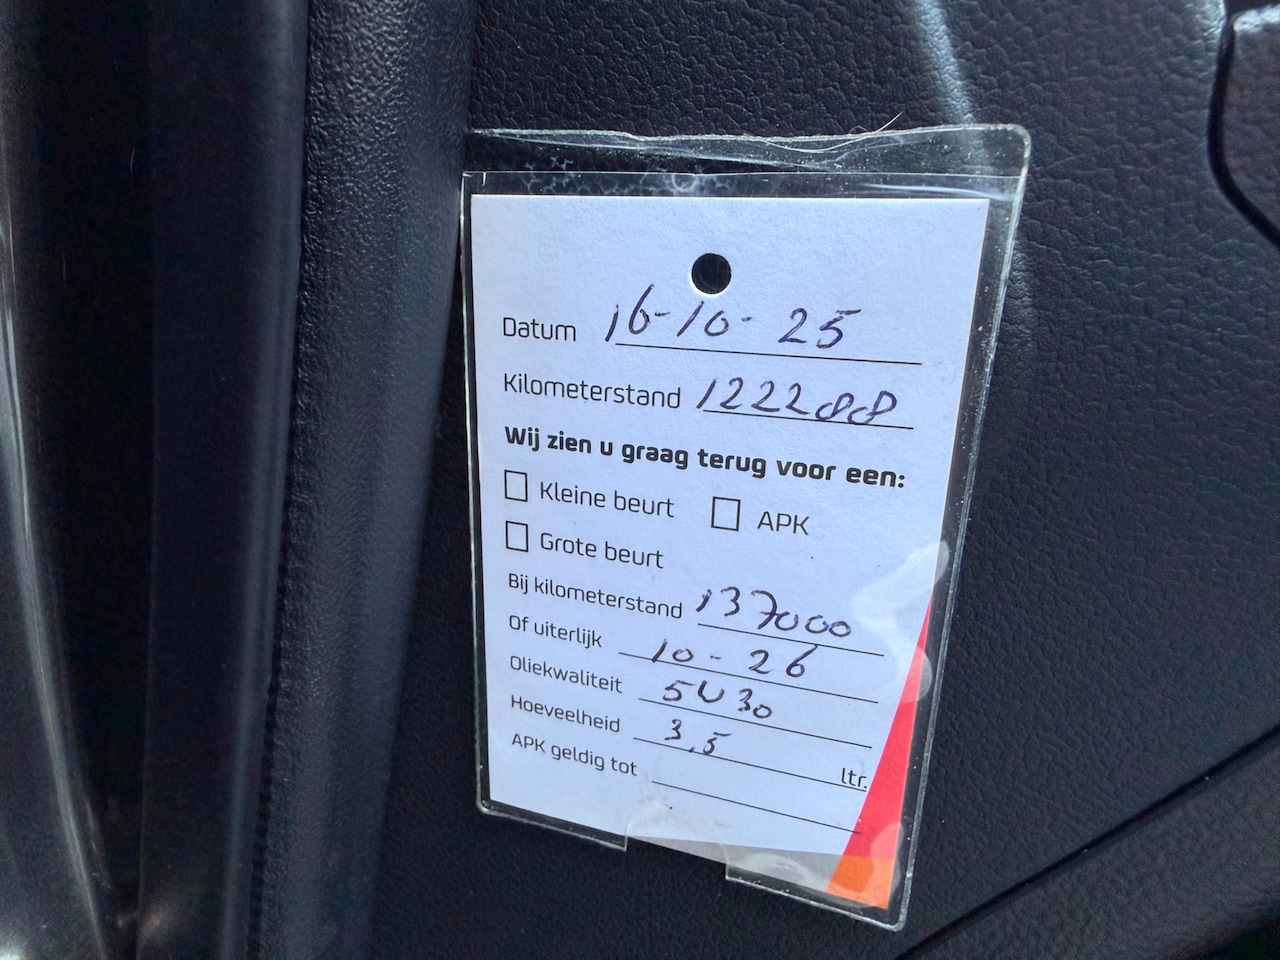 Datum 16-10-25
Kilometerstand 122288
Wij zien u graag terug voor een:
Kleine beurt APK
Grote beurt
Bij kilometerstand 137000
Of uiterlijk 10-26
Oliekwaliteit 5W30
Hoeveelheid 3,5 ltr.
APK geldig tot